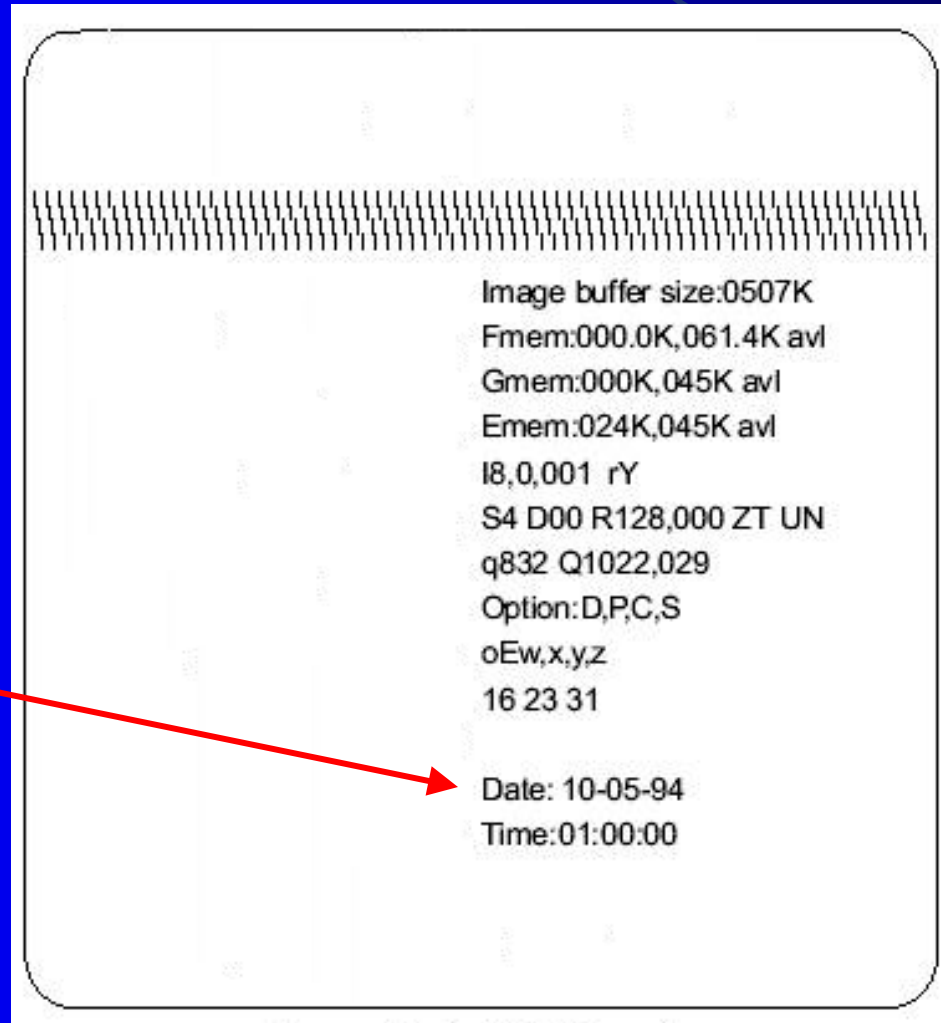 Image buffer size:0507K
Fmem:000.0K,061.4K avl
Gmem:000K,045K avl
Emem:024K,045K avl
I8,0,001 rY
S4 D00 R128,000 ZT UN
q832 Q1022,029
Option:D,P,C,S
oEw,x,y,z
16 23 31
Date: 10-05-94
Time:01:00:00